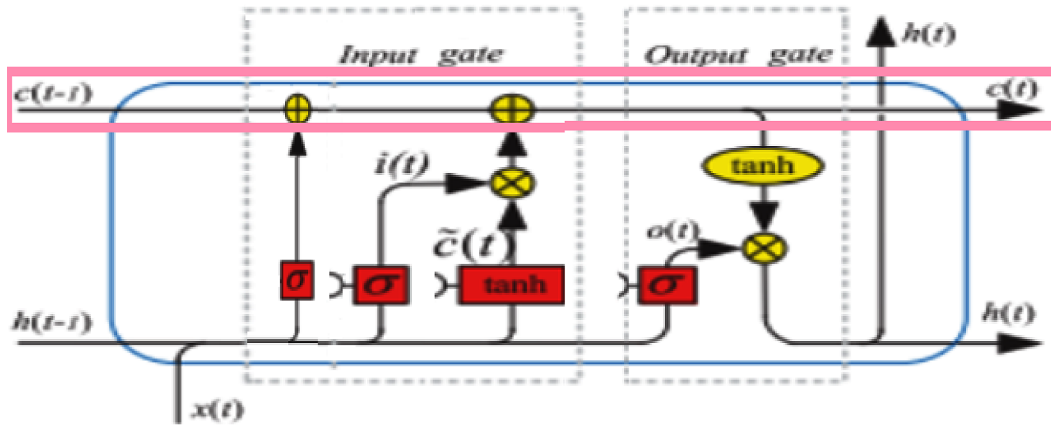 h(t)
Input gate
Output gate
c(t-1)
c(t)
i(t)
tanh
c̃(t)
o(t)
σ
σ
tanh
σ
h(t-1)
h(t)
x(t)